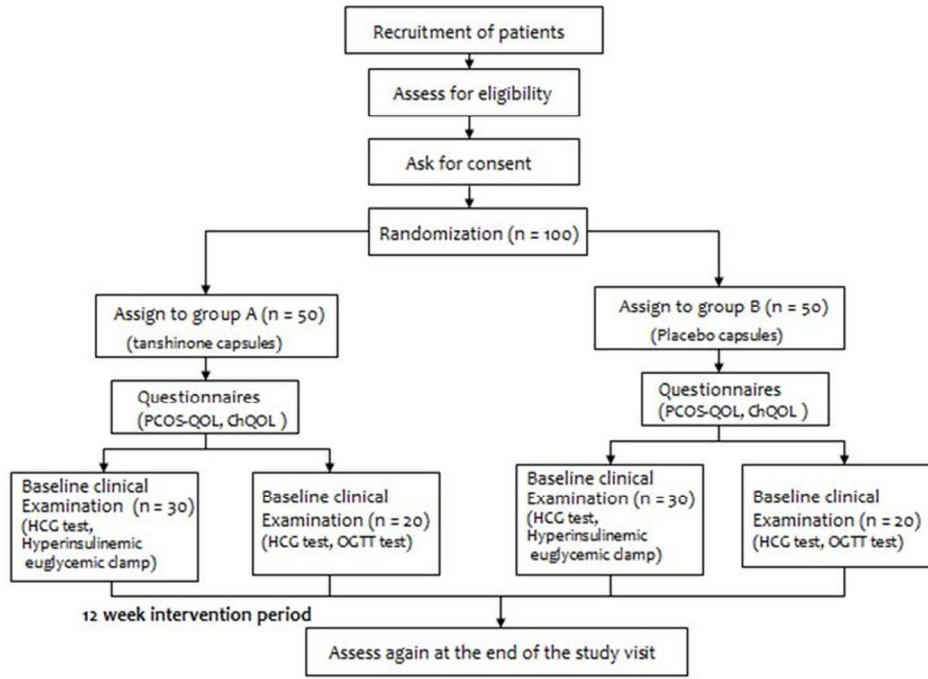 Recruitment of patients
Assess for eligibility
Ask for consent
Randomization (n = 100)
Assign to group A (n = 50)
(tanshinone capsules)
Assign to group B (n = 50)
(Placebo capsules)
Questionnaires
(PCOS-QOL, ChQOL )
Questionnaires
(PCOS-QOL, ChQOL )
Baseline clinical
Examination (n = 30)
(HCG test,
Hyperinsulinemic
euglycemic clamp)
Baseline clinical
Examination (n = 20)
(HCG test, OGTT test)
Baseline clinical
Examination (n = 30)
(HCG test,
Hyperinsulinemic
euglycemic clamp)
Baseline clinical
Examination (n = 20)
(HCG test, OGTT test)
12 week intervention period
Assess again at the end of the study visit